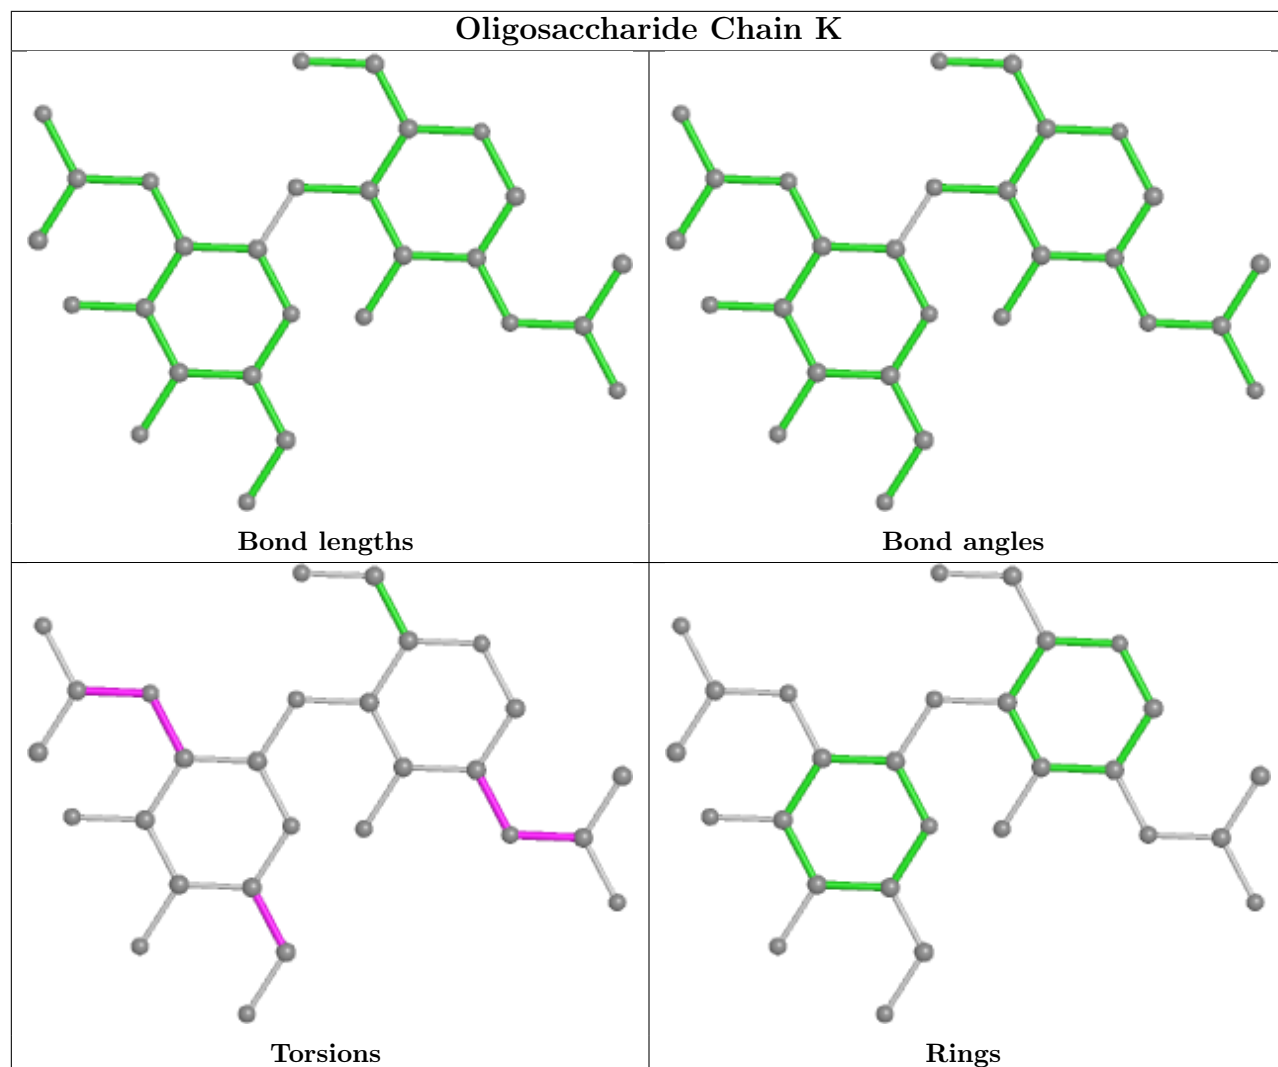 Oligosaccharide Chain K
Bond lengths
Bond angles
Torsions
Rings